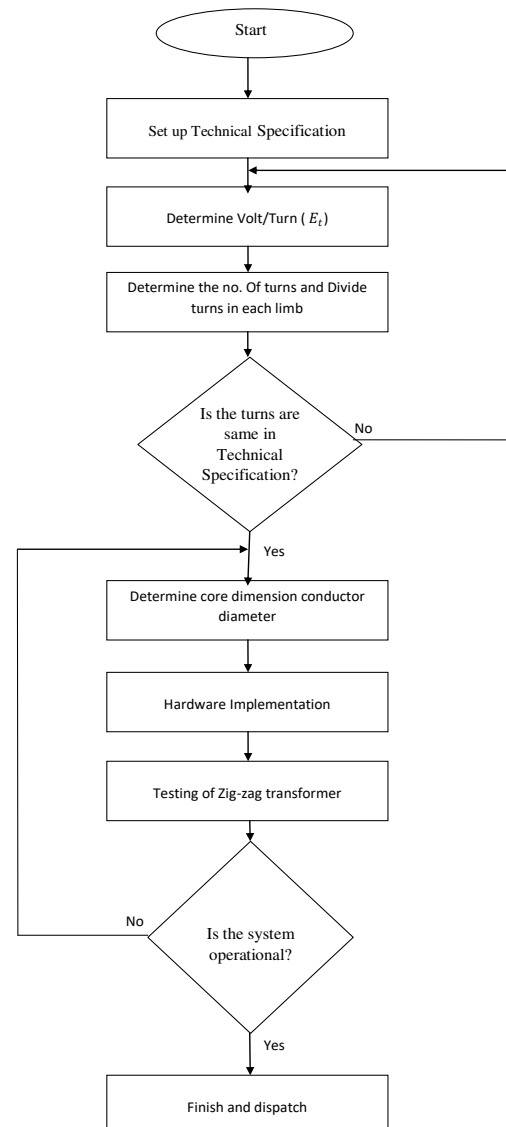 Start
Set up Technical Specification
Determine Volt/Turn ( E_t)
Determine the no. Of turns and Divide
turns in each limb
Is the turns are
same in
Technical
Specification?
No
Yes
Determine core dimension conductor
diameter
Hardware Implementation
Testing of Zig-zag transformer
No
Is the system
operational?
Yes
Finish and dispatch